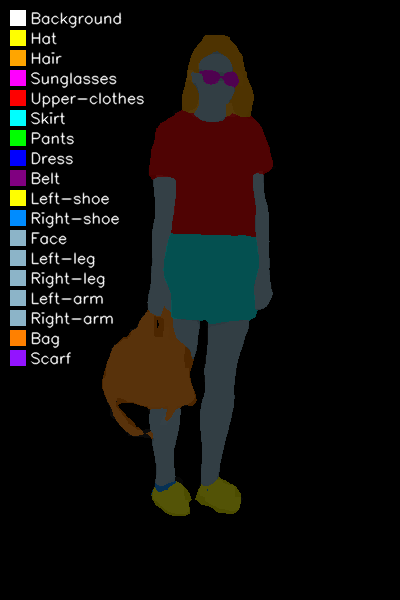 Background
Hat
Hair
Sunglasses
Upper-clothes
Skirt
Pants
Dress
Belt
Left-shoe
Right-shoe
Face
Left-leg
Right-leg
Left-arm
Right-arm
Bag
Scarf